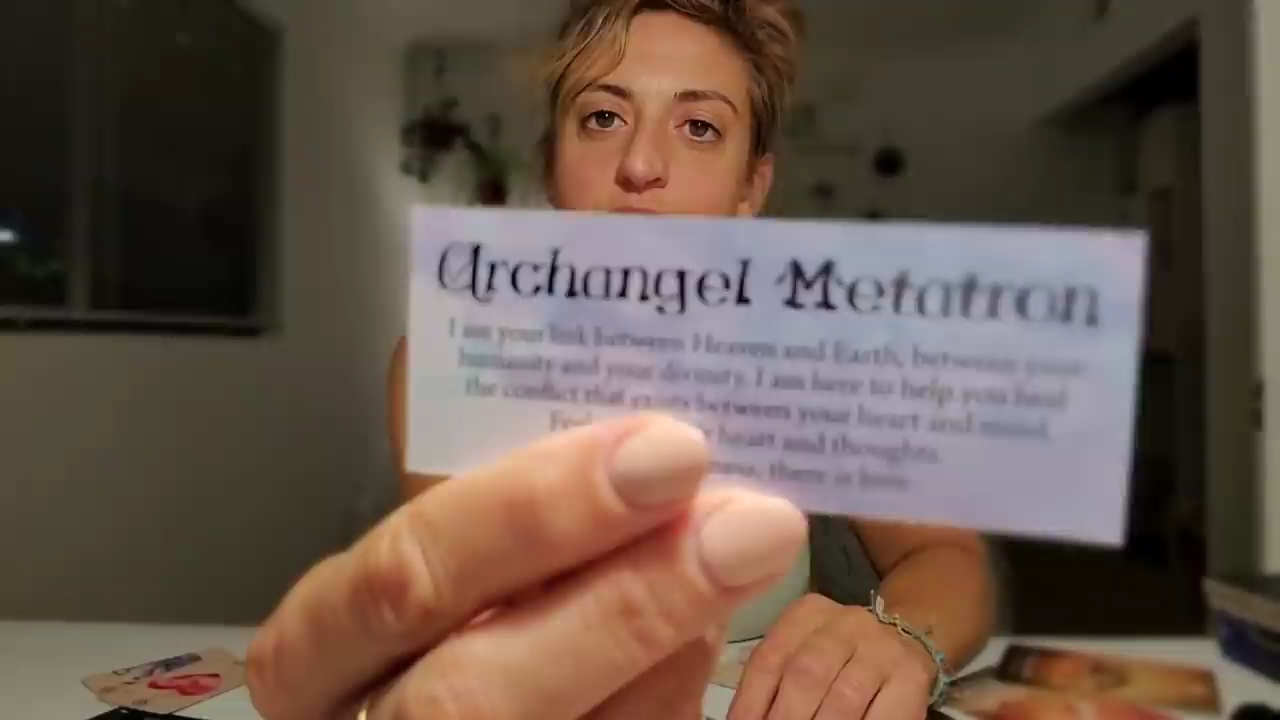 Archangel Metatron
I am your link between Heaven and Earth, between your
humanity and your divinity. I am here to help you heal
the conflict that exists between your heart and mind.
heart and thoughts.
there is love.